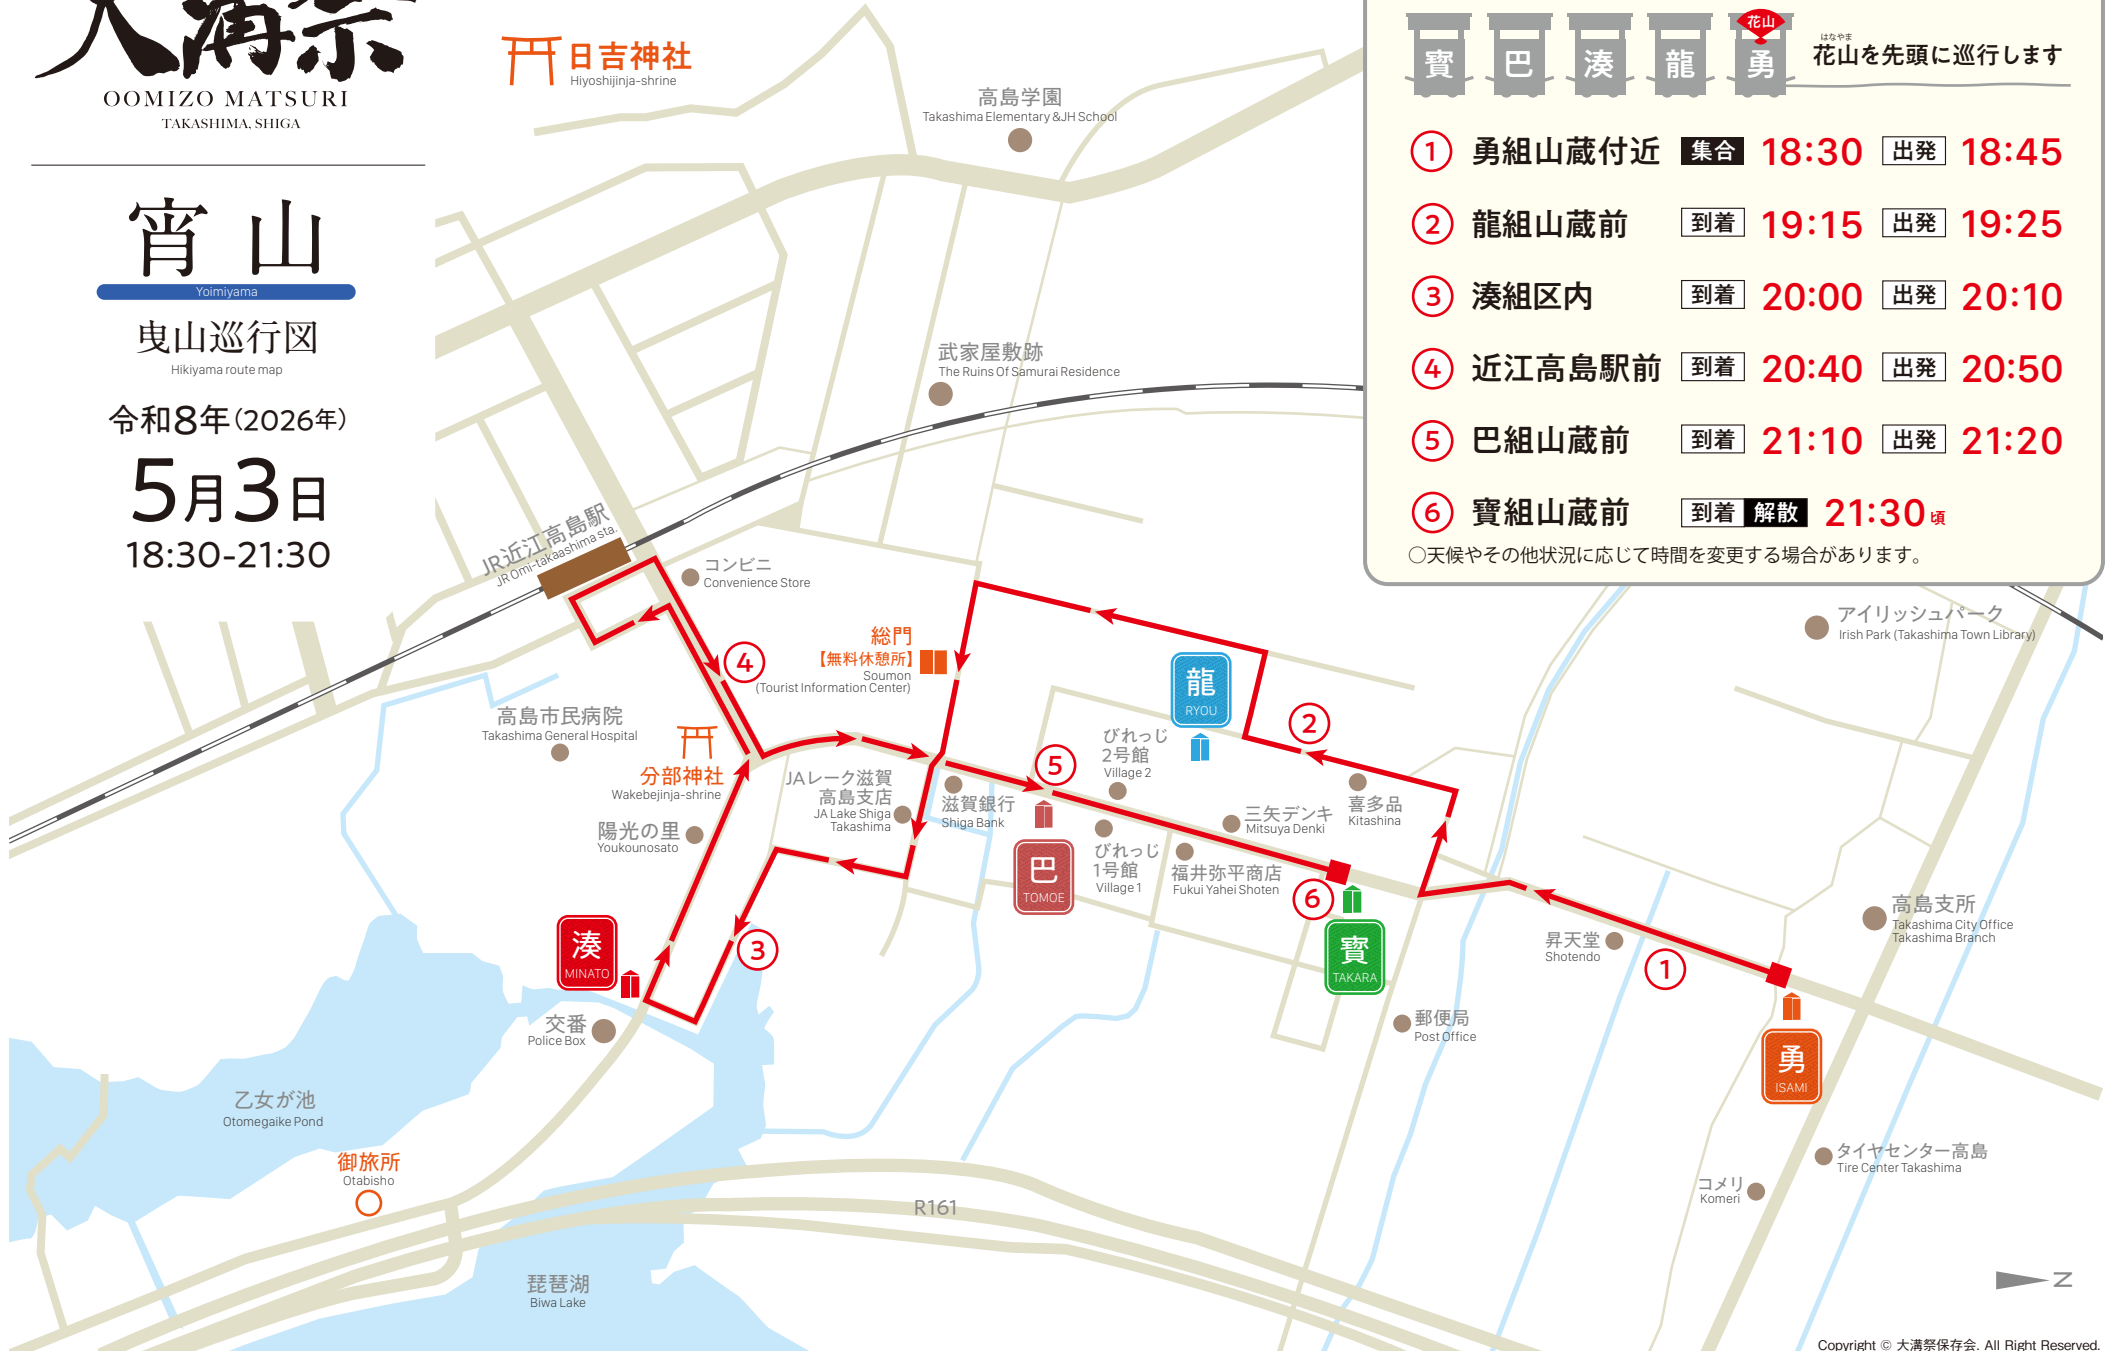 大溝祭
OOMIZO MATSURI
TAKASHIMA, SHIGA
宵山
Yoimiyama
曳山巡行図
Hikiyama route map
令和8年(2026年)
5月3日
18:30-21:30
日吉神社
Hiyoshijinja-shrine
高島学園
Takashima Elementary &JH School
武家屋敷跡
The Ruins Of Samurai Residence
寳 巴 湊 龍 勇
花山
はなやま
花山を先頭に巡行します
① 勇組山蔵付近 集合 18:30 出発 18:45
② 龍組山蔵前 到着 19:15 出発 19:25
③ 湊組区内 到着 20:00 出発 20:10
④ 近江高島駅前 到着 20:40 出発 20:50
⑤ 巴組山蔵前 到着 21:10 出発 21:20
⑥ 寶組山蔵前 到着 解散 21:30頃
○天候やその他状況に応じて時間を変更する場合があります。
JR近江高島駅
JR Omi-takaashima sta.
コンビニ
Convenience Store
総門
【無料休憩所】
Soumon
(Tourist Information Center)
④
高島市民病院
Takashima General Hospital
分部神社
Wakebejinja-shrine
陽光の里
Youkounosato
JAレーク滋賀
高島支店
JA Lake Shiga
Takashima
滋賀銀行
Shiga Bank
⑤
巴
TOMOE
龍
RYOU
②
びれっじ
2号館
Village 2
びれっじ
1号館
Village 1
三矢デンキ
Mitsuya Denki
喜多品
Kitashina
福井弥平商店
Fukui Yahei Shoten
⑥
寳
TAKARA
アイリッシュパーク
Irish Park (Takashima Town Library)
昇天堂
Shotendo
①
高島支所
Takashima City Office
Takashima Branch
勇
ISAMI
郵便局
Post Office
湊
MINATO
③
交番
Police Box
乙女が池
Otomegaike Pond
御旅所
Otabisho
R161
琵琶湖
Biwa Lake
タイヤセンター高島
Tire Center Takashima
コメリ
Komeri
N
Copyright © 大溝祭保存会. All Right Reserved.